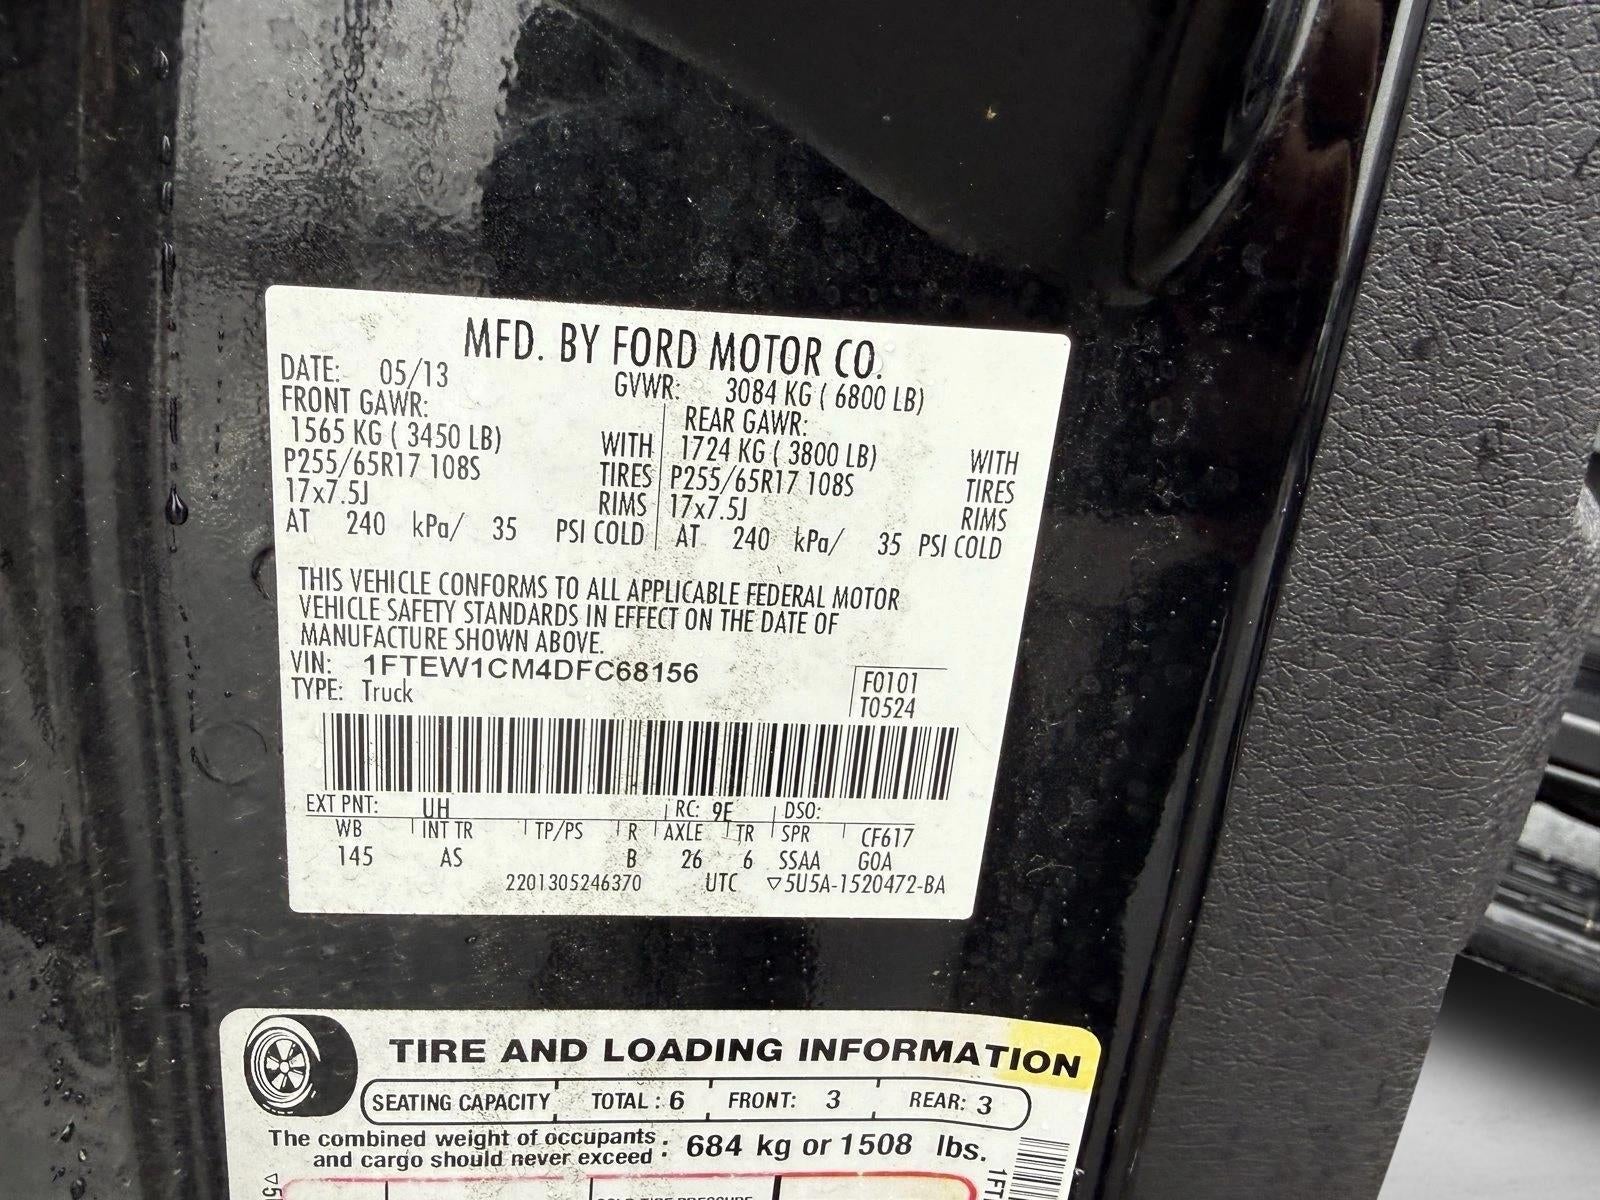 MFD. BY FORD MOTOR CO.
DATE: 05/13 GVWR: 3084 KG ( 6800 LB)
FRONT GAWR: REAR GAWR:
1565 KG ( 3450 LB) WITH 1724 KG ( 3800 LB) WITH
P255/65R17 108S TIRES P255/65R17 108S TIRES
17x7.5J RIMS 17x7.5J RIMS
AT 240 kPa/ 35 PSI COLD AT 240 kPa/ 35 PSI COLD
THIS VEHICLE CONFORMS TO ALL APPLICABLE FEDERAL MOTOR
VEHICLE SAFETY STANDARDS IN EFFECT ON THE DATE OF
MANUFACTURE SHOWN ABOVE.
VIN: 1FTEW1CM4DFC68156
TYPE: Truck
F0101
T0524
EXT PNT: UH RC: 9E DSO:
WB INT TR TP/PS R AXLE TR SPR CF617
145 AS B 26 6 SSAA GOA
2201305246370 UTC ▽5U5A-1520472-BA
TIRE AND LOADING INFORMATION
SEATING CAPACITY TOTAL : 6 FRONT: 3 REAR: 3
The combined weight of occupants
and cargo should never exceed : 684 kg or 1508 lbs.
▽5
1FT